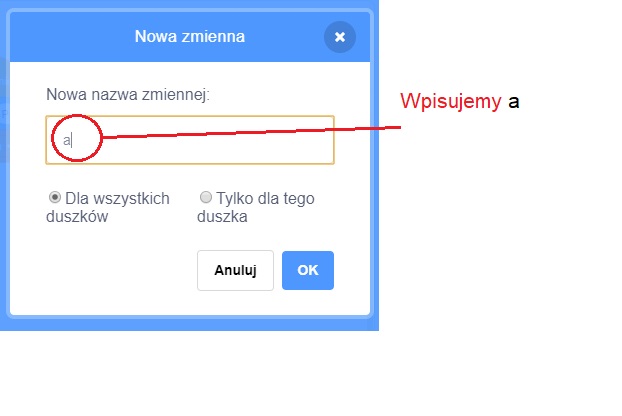 Nowa zmienna
Nowa nazwa zmiennej:
a
Wpisujemy a
Dla wszystkich
duszków
Tylko dla tego
duszka
Anuluj
OK